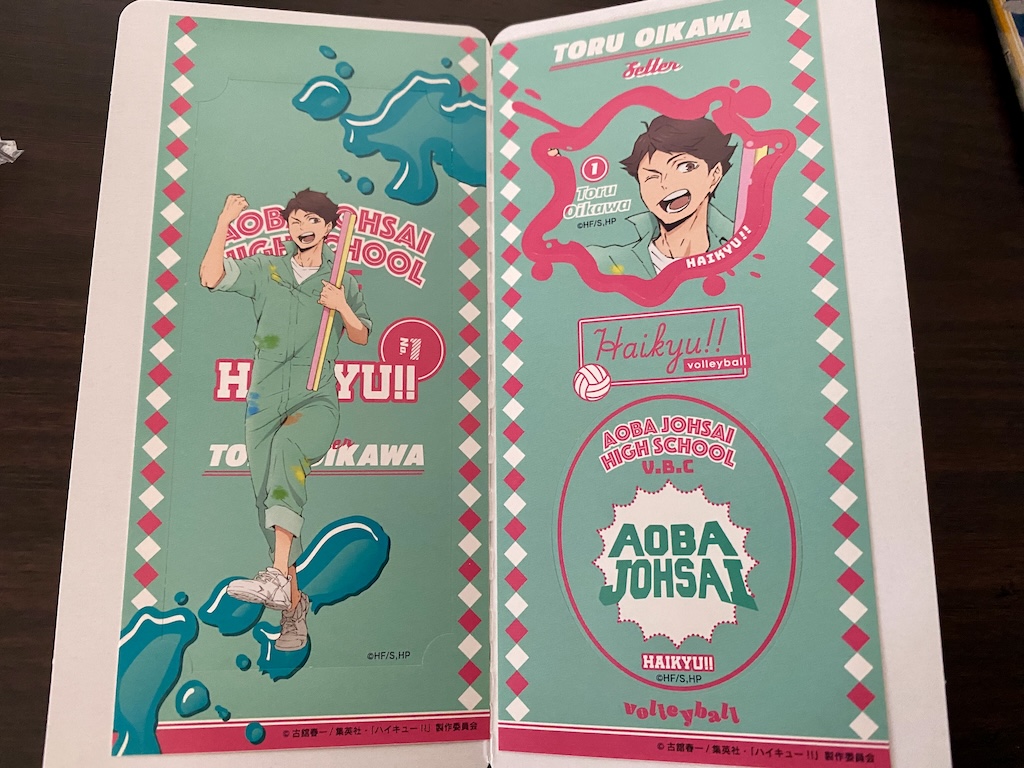 AOBA JOHSAI
HIGH SCHOOL
No.1
HAIKYU!!
TORU OIKAWA
©HF/S,HP
©古舘春一/集英社・「ハイキュー!!」製作委員会
TORU OIKAWA
Setter
1
Toru
Oikawa
©HF/S,HP
HAIKYU!!
Haikyu!!
volleyball
AOBA JOHSAI
HIGH SCHOOL
V.B.C
AOBA
JOHSAI
HAIKYU!!
©HF/S,HP
volleyball
©古舘春一/集英社・「ハイキュー!!」製作委員会